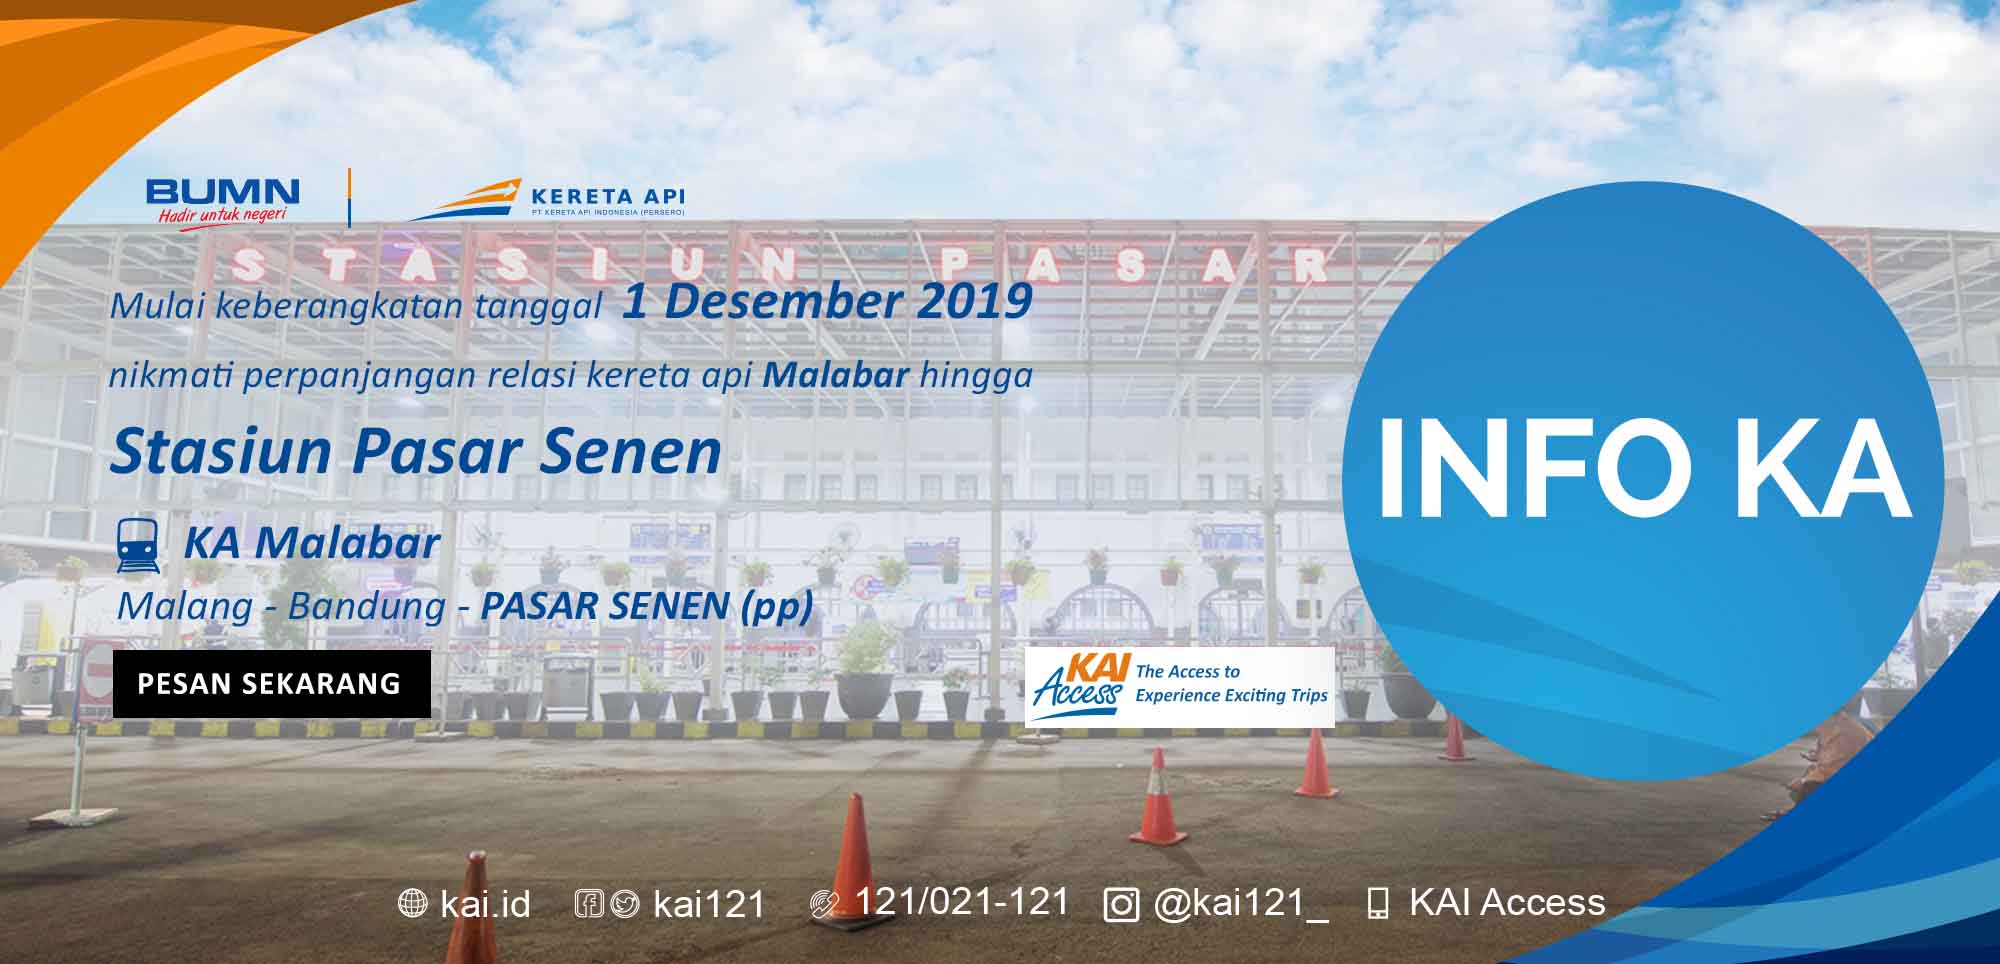 BUMN
Hadir untuk negeri
KERETA API
PT KERETA API INDONESIA (PERSERO)
STASIUN PASAR
Mulai keberangkatan tanggal 1 Desember 2019
nikmati perpanjangan relasi kereta api Malabar hingga
Stasiun Pasar Senen
KA Malabar
Malang - Bandung - PASAR SENEN (pp)
PESAN SEKARANG
INFO KA
KAI Access
The Access to
Experience Exciting Trips
kai.id
kai121
121/021-121
@kai121_
KAI Access